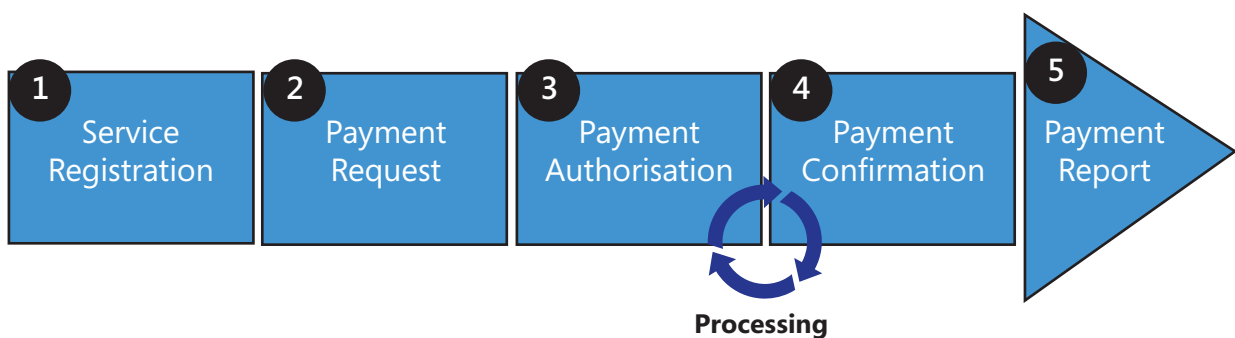 1
Service
Registration
2
Payment
Request
3
Payment
Authorisation
4
Payment
Confirmation
5
Payment
Report
Processing